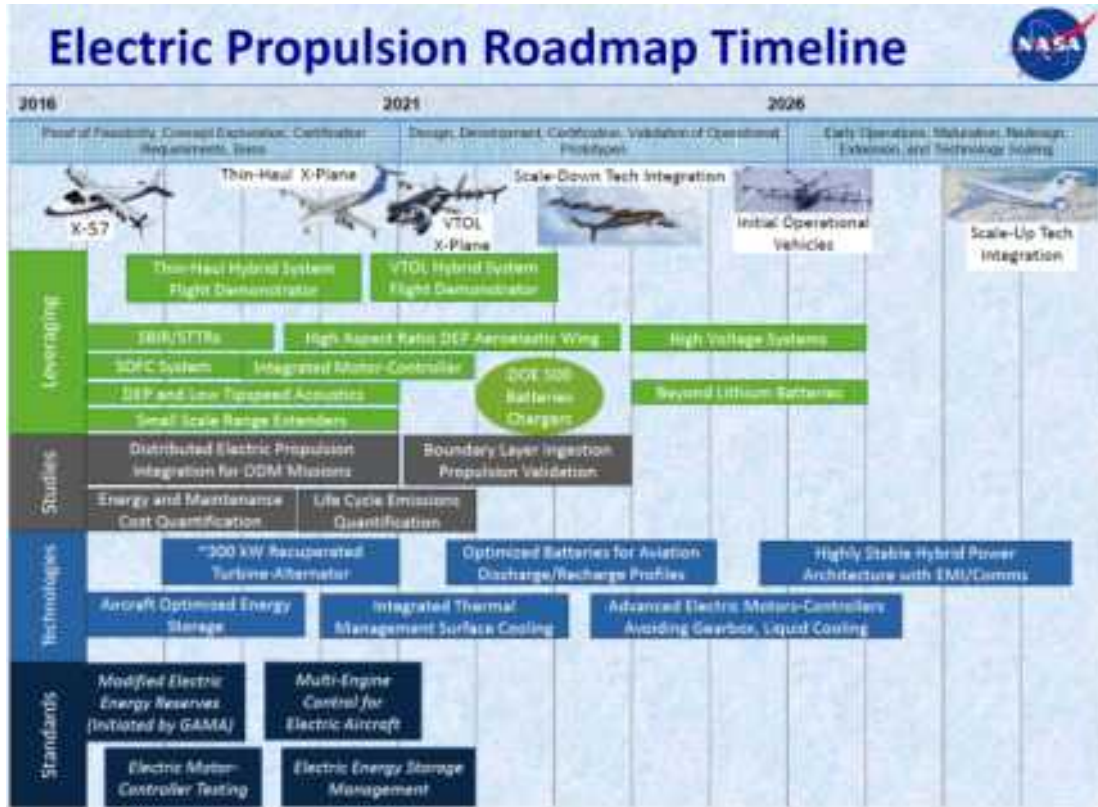 Electric Propulsion Roadmap Timeline
NASA
2016
2021
2026
Proof of Feasibility, Concept Exploration, Certification
Requirements,
Design, Development, Certification, Validation of Operational
Prototypes
Early Operations, Maturation, Redesign
Extension, and Technology Scaling
X-57
Thin-Haul X-Plane
VTOL
X-Plane
Scale-Down Tech Integration
Initial Operational
Vehicles
Scale-Up Tech
Integration
Leveraging
Thin-Haul Hybrid System
Flight Demonstrator
VTOL Hybrid System
Flight Demonstrator
SBIR/STTRs
High Aspect Ratio DEP Aeroelastic Wing
High Voltage Systems
SOFC System
Integrated Motor-Controller
DOE 500
Batteries
Chargers
DEP and Low Tipspeed Acoustics
Beyond Lithium Batteries
Small Scale Range Extenders
Studies
Distributed Electric Propulsion
Integration for ODM Missions
Boundary Layer Ingestion
Propulsion Validation
Energy and Maintenance
Cost Quantification
Life Cycle Emissions
Quantification
Technologies
~300 kW Recuperated
Turbine-Alternator
Optimized Batteries for Aviation
Discharge/Recharge Profiles
Highly Stable Hybrid Power
Architecture with EMI/Comms
Aircraft Optimized Energy
Storage
Integrated Thermal
Management Surface Cooling
Advanced Electric Motors-Controllers
Avoiding Gearbox, Liquid Cooling
Standards
Modified Electric
Energy Reserves
(Initiated by GAMA)
Multi-Engine
Control for
Electric Aircraft
Electric Motor-
Controller Testing
Electric Energy Storage
Management